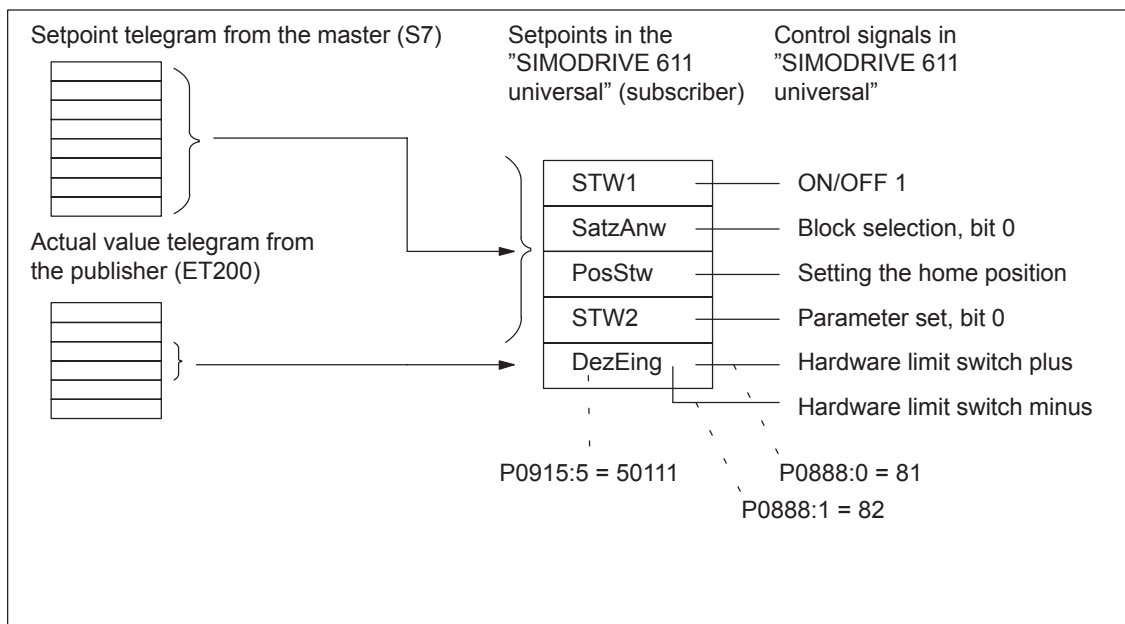 Setpoint telegram from the master (S7)
Setpoints in the
”SIMODRIVE 611
universal” (subscriber)
Control signals in
”SIMODRIVE 611
universal”
STW1
ON/OFF 1
SatzAnw
Block selection, bit 0
Actual value telegram from
the publisher (ET200)
PosStw
Setting the home position
STW2
Parameter set, bit 0
DezEing
Hardware limit switch plus
Hardware limit switch minus
P0915:5 = 50111
P0888:0 = 81
P0888:1 = 82